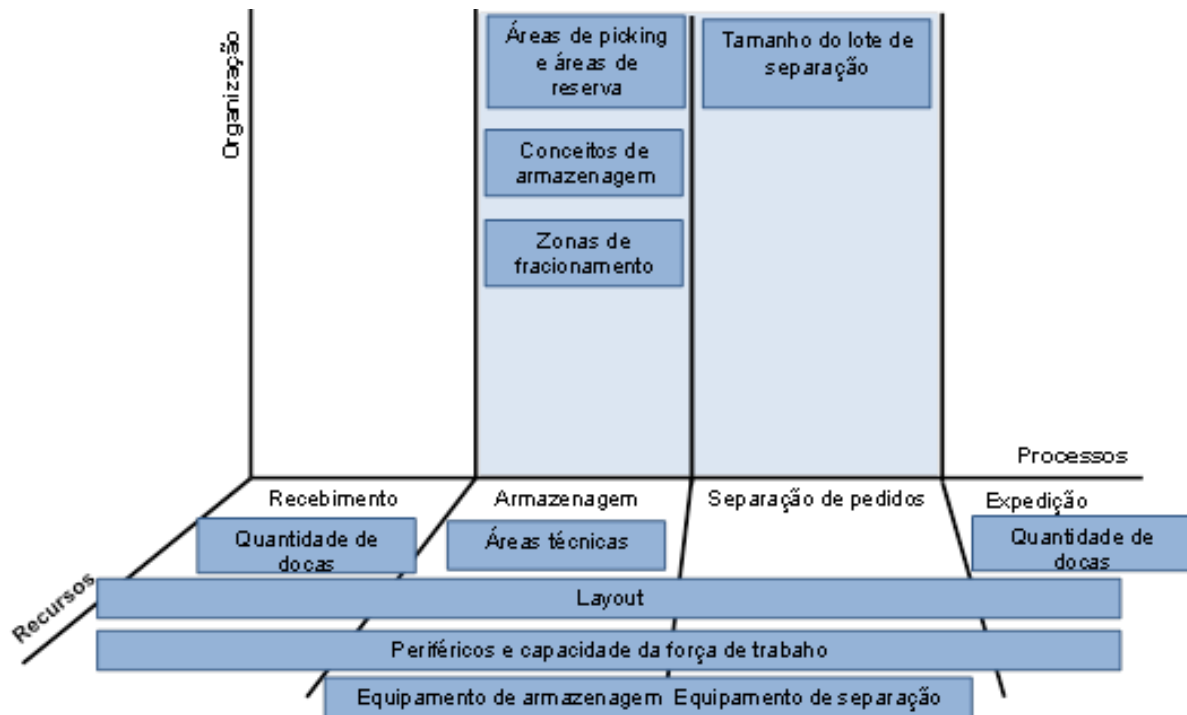 Organização
Áreas de picking
e áreas de
reserva
Tamanho do lote de
separação
Conceitos de
armazenagem
Zonas de
fracionamento
Processos
Recebimento
Armazenagem
Separação de pedidos
Expedição
Quantidade de
docas
Áreas técnicas
Quantidade de
docas
Recursos
Layout
Periféricos e capacidade da força de trabaho
Equipamento de armazenagem Equipamento de separação